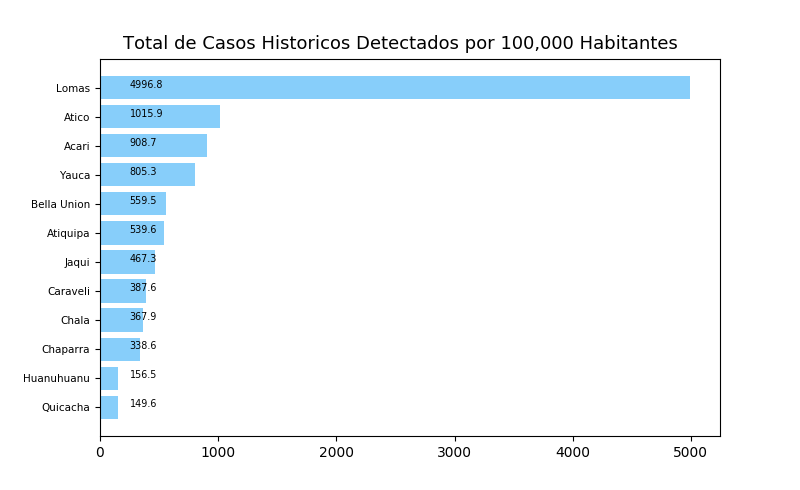 Total de Casos Historicos Detectados por 100,000 Habitantes
Lomas 4996.8
Atico 1015.9
Acari 908.7
Yauca 805.3
Bella Union 559.5
Atiquipa 539.6
Jaqui 467.3
Caraveli 387.6
Chala 367.9
Chaparra 338.6
Huanuhuanu 156.5
Quicacha 149.6
0 1000 2000 3000 4000 5000